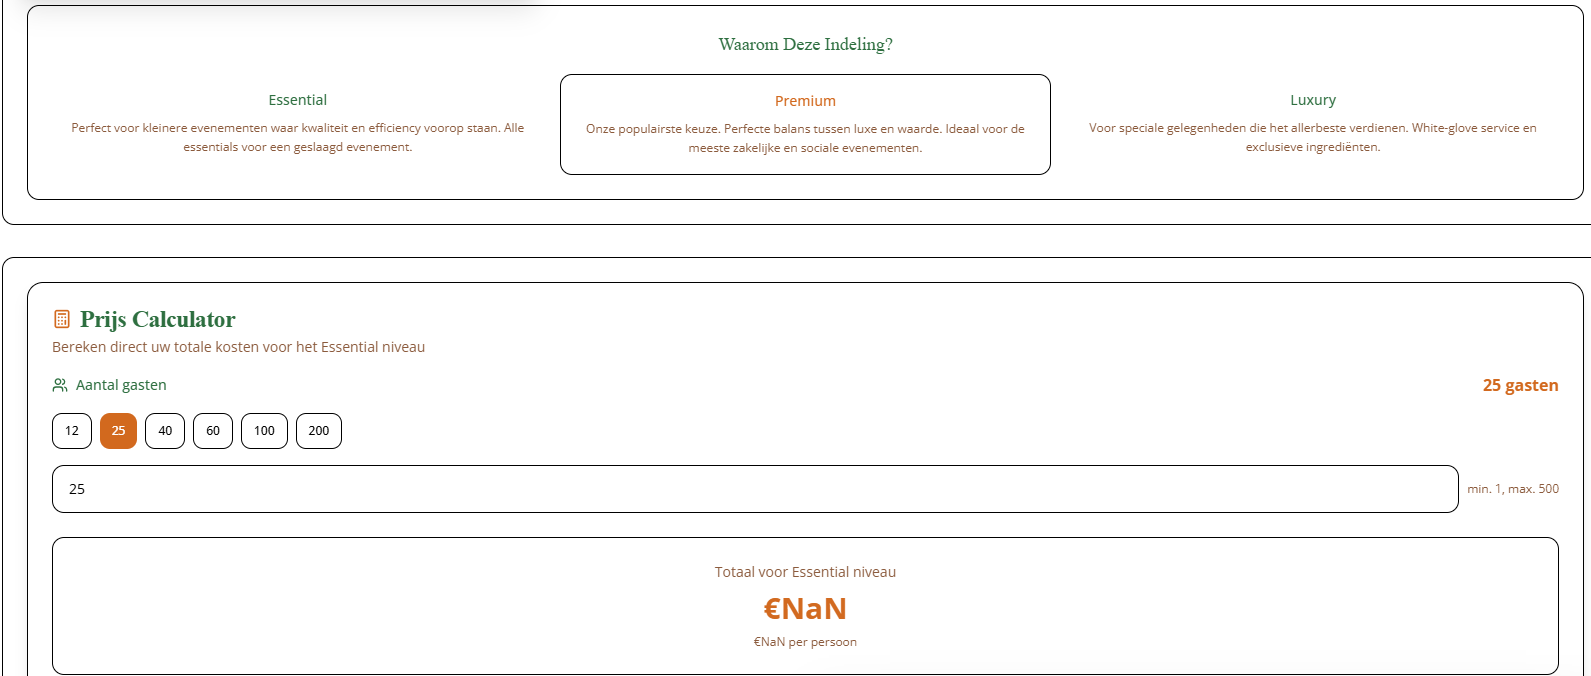 Waarom Deze Indeling?
Essential
Perfect voor kleinere evenementen waar kwaliteit en efficiency voorop staan. Alle
essentials voor een geslaagd evenement.
Premium
Onze populairste keuze. Perfecte balans tussen luxe en waarde. Ideaal voor de
meeste zakelijke en sociale evenementen.
Luxury
Voor speciale gelegenheden die het allerbeste verdienen. White-glove service en
exclusieve ingrediënten.
Prijs Calculator
Bereken direct uw totale kosten voor het Essential niveau
Aantal gasten
25 gasten
12 25 40 60 100 200
25
min. 1, max. 500
Totaal voor Essential niveau
€NaN
€NaN per persoon